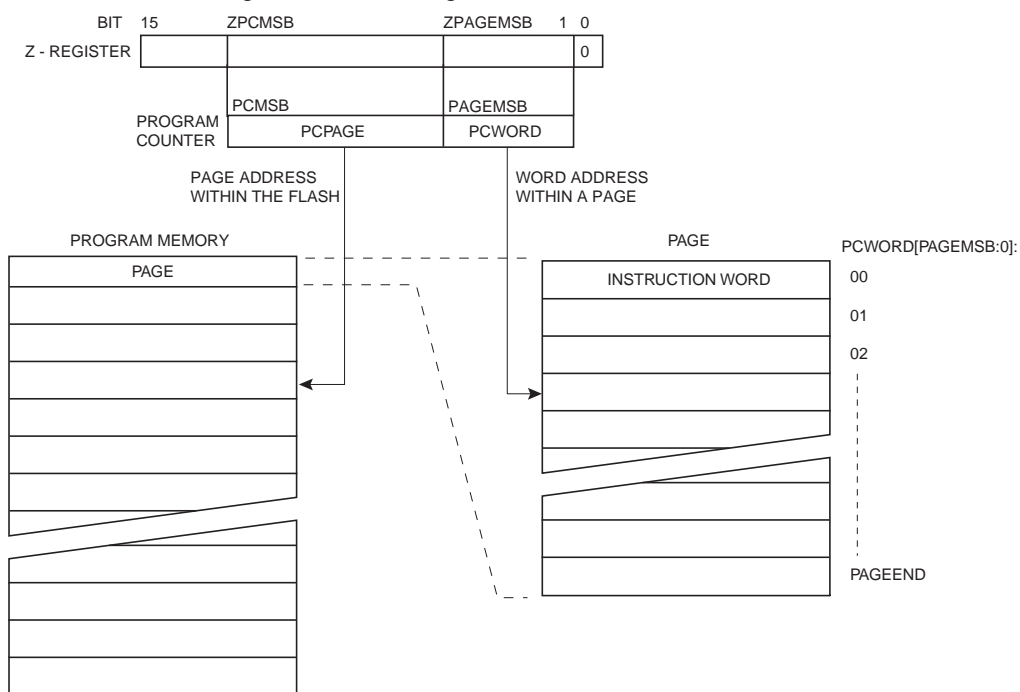 BIT 15 ZPCMSB ZPAGEMSB 1 0
Z - REGISTER 0
PCMSB PAGEMSB
PROGRAM
COUNTER
PCPAGE PCWORD
PAGE ADDRESS
WITHIN THE FLASH
WORD ADDRESS
WITHIN A PAGE
PROGRAM MEMORY
PAGE
PAGE
PCWORD[PAGEMSB:0]:
INSTRUCTION WORD
00
01
02
PAGEEND